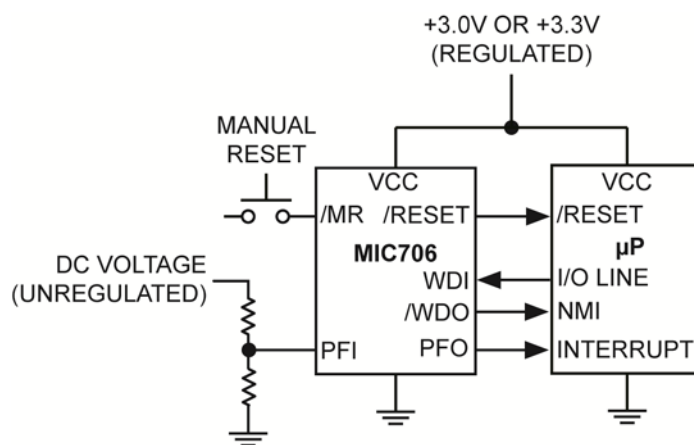 +3.0V OR +3.3V
(REGULATED)
MANUAL
RESET
VCC
VCC
/MR
/RESET
/RESET
MIC706
µP
DC VOLTAGE
(UNREGULATED)
WDI
I/O LINE
/WDO
NMI
PFI
PFO
INTERRUPT